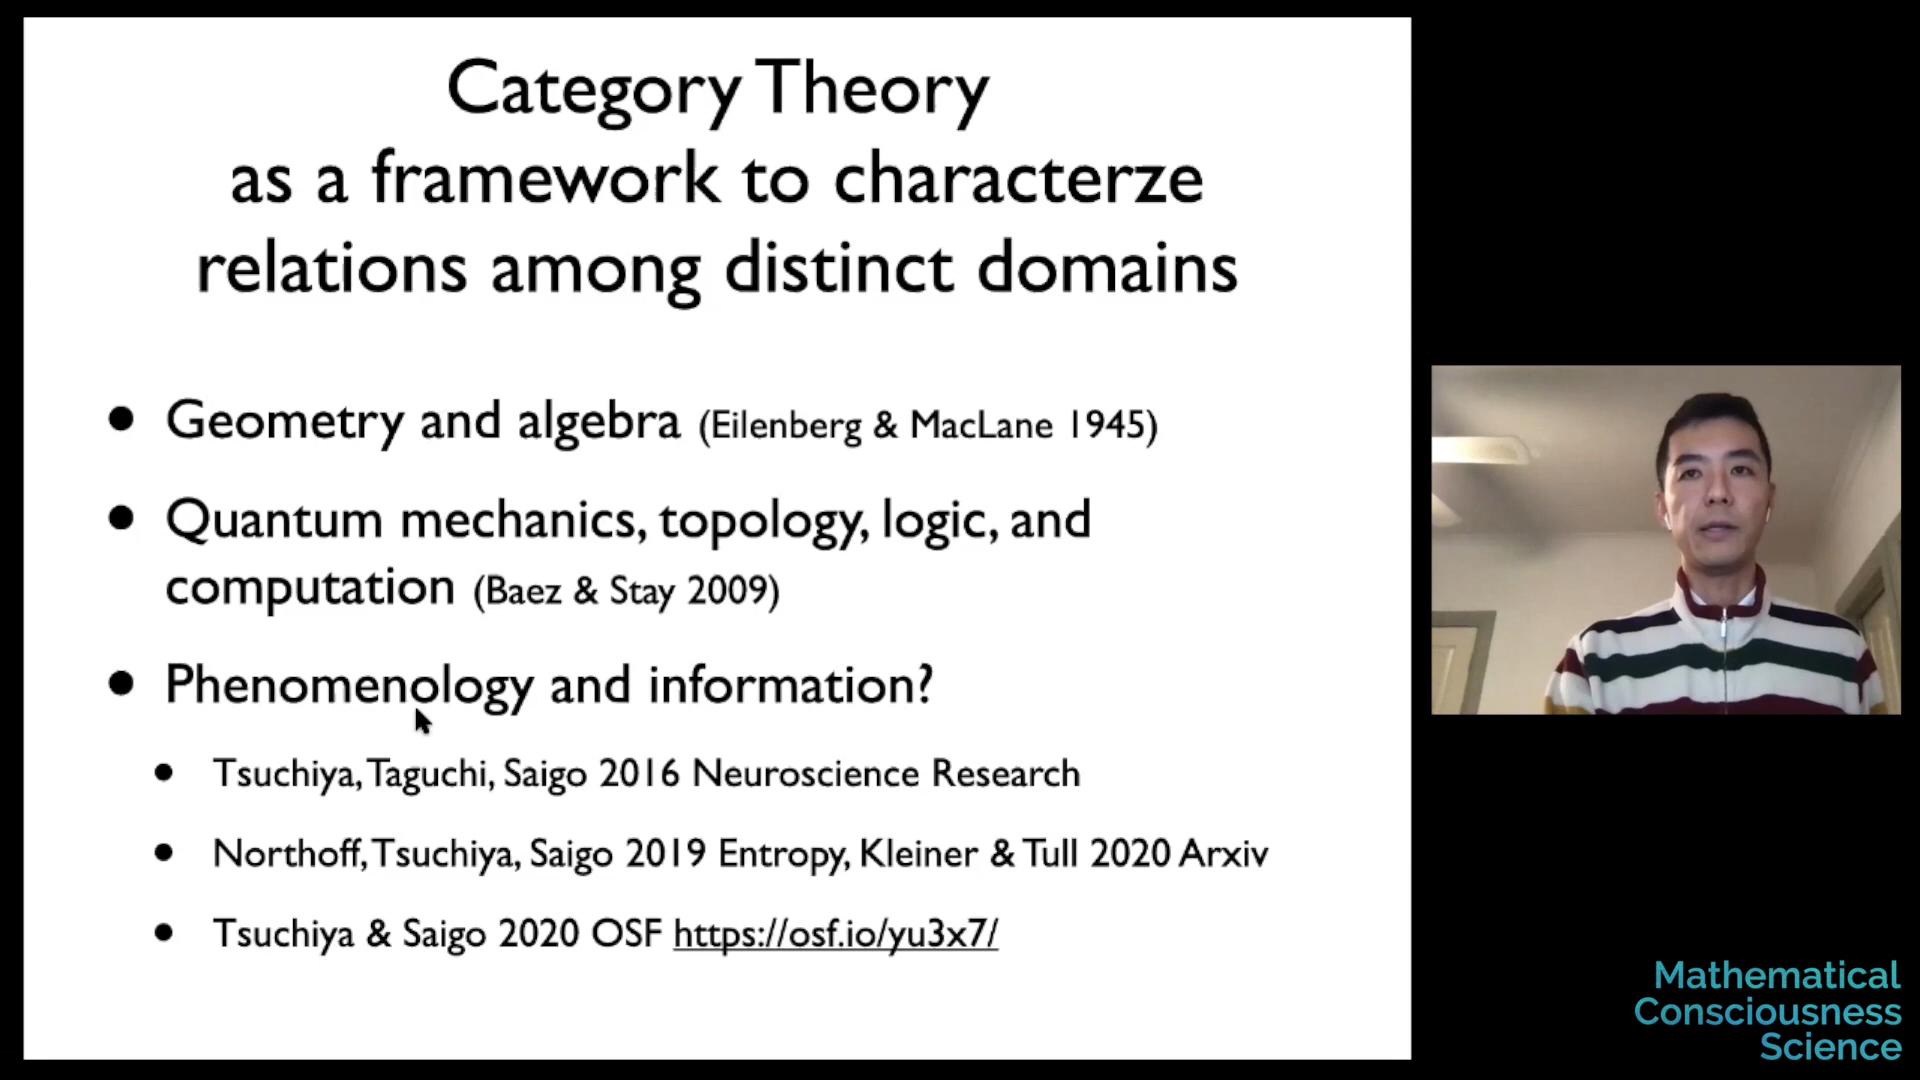 Category Theory
as a framework to characterze
relations among distinct domains
• Geometry and algebra (Eilenberg & MacLane 1945)
• Quantum mechanics, topology, logic, and
computation (Baez & Stay 2009)
• Phenomenology and information?
• Tsuchiya, Taguchi, Saigo 2016 Neuroscience Research
• Northoff, Tsuchiya, Saigo 2019 Entropy, Kleiner & Tull 2020 Arxiv
• Tsuchiya & Saigo 2020 OSF https://osf.io/yu3x7/
Mathematical
Consciousness
Science